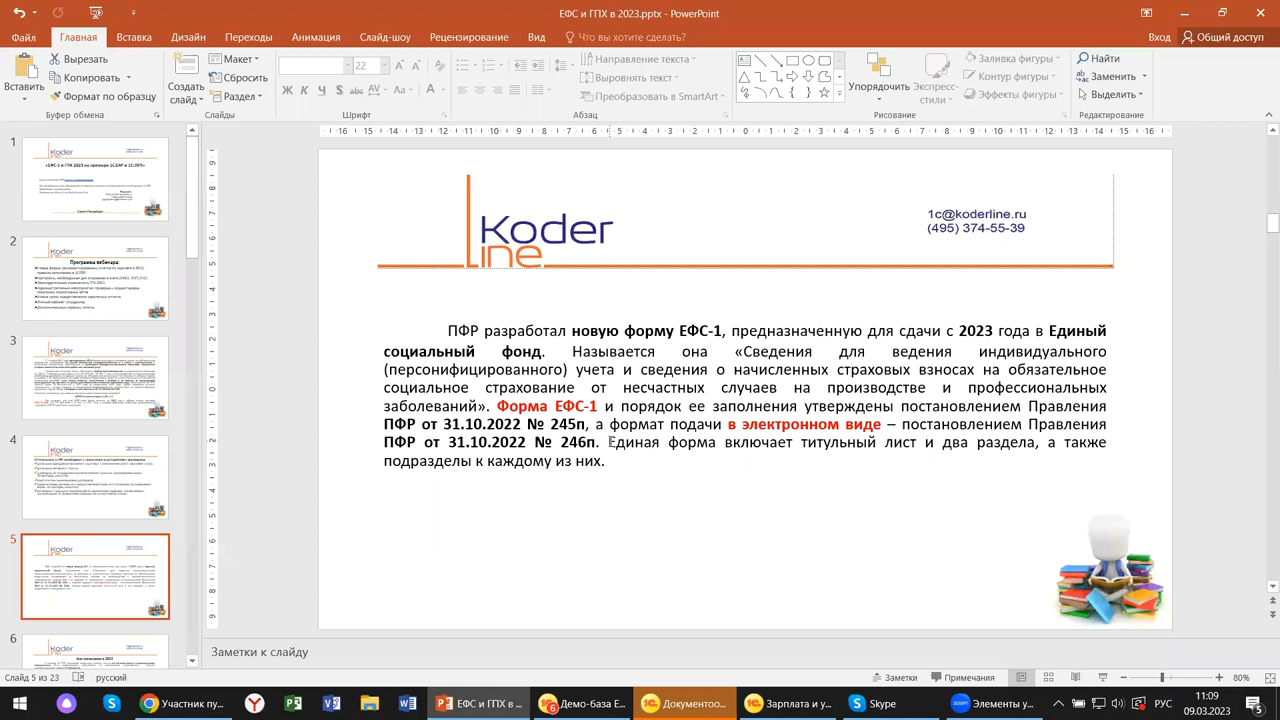 ЕФС и ГПХ в 2023.pptx - PowerPoint
Файл
Главная
Вставка
Дизайн
Переходы
Анимация
Слайд-шоу
Рецензирование
Вид
Что вы хотите сделать?
Вход
Общий доступ
Вставить
Вырезать
Копировать
Формат по образцу
Буфер обмена
Создать слайд
Макет
Сбросить
Раздел
Слайды
22
Шрифт
Направление текста
Выровнять текст
Преобразовать в SmartArt
Абзац
Упорядочить
Экспресс-стили
Заливка фигуры
Контур фигуры
Эффекты фигуры
Рисование
Найти
Заменить
Выделить
Редактирование
1
2
Программа вебинара:
3
4
5
6
Koder line
1c@koderline.ru
(495) 374-55-39
ПФР разработал новую форму ЕФС-1, предназначенную для сдачи с 2023 года в Единый
социальный фонд. Называется она «Сведения для ведения индивидуального
(персонифицированного) учета и сведения о начисленных страховых взносах на обязательное
социальное страхование от несчастных случаев на производстве и профессиональных
заболеваний». Форма ЕФС-1 и порядок ее заполнения утверждены постановлением Правления
ПФР от 31.10.2022 № 245п, а формат подачи в электронном виде – постановлением Правления
ПФР от 31.10.2022 № 246п. Единая форма включает титульный лист и два раздела, а также
подразделы к каждому из них.
Заметки к слайду
Слайд 5 из 23
русский
Заметки
Примечания
80%
Участник пу...
ЕФС и ГПХ в ...
Демо-база E...
Документоо...
Зарплата и у...
Skype
Элементы у...
РУС
11:09
09.03.2023